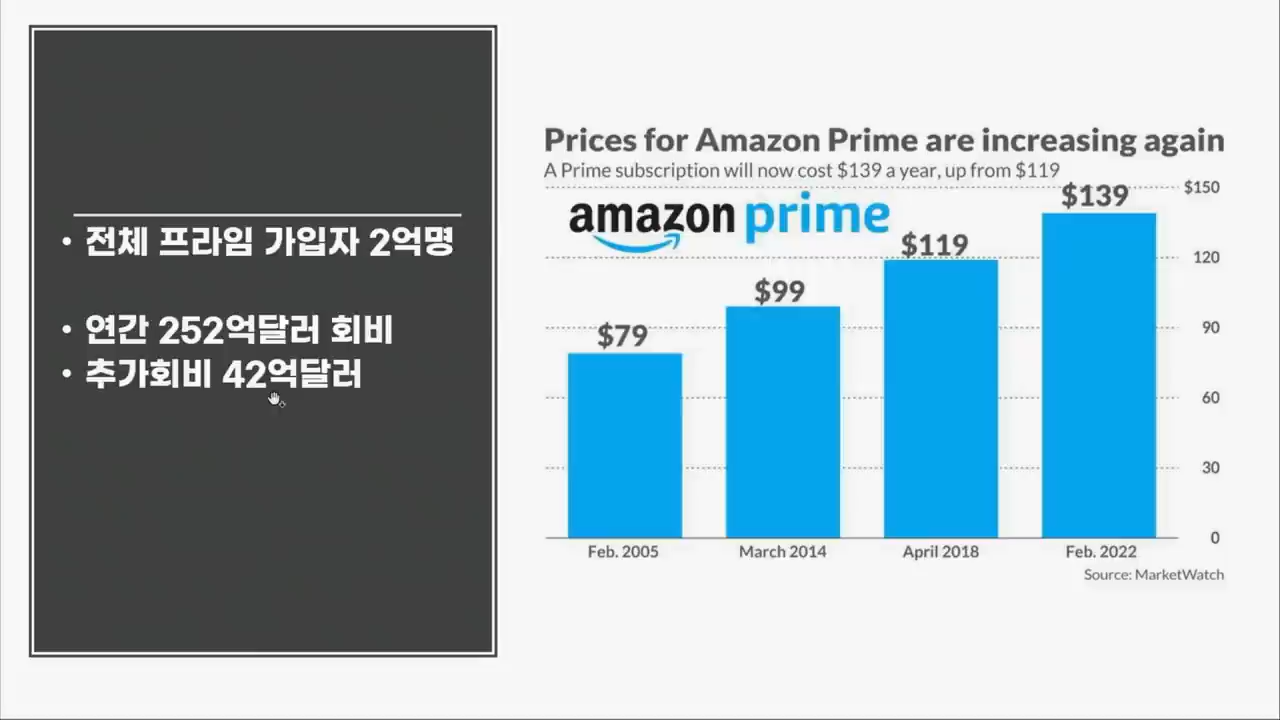 • 전체 프라임 가입자 2억명
• 연간 252억달러 회비
• 추가회비 42억달러
Prices for Amazon Prime are increasing again
A Prime subscription will now cost $139 a year, up from $119
amazon prime
$150
120
90
60
30
0
$79
$99
$119
$139
Feb. 2005
March 2014
April 2018
Feb. 2022
Source: MarketWatch